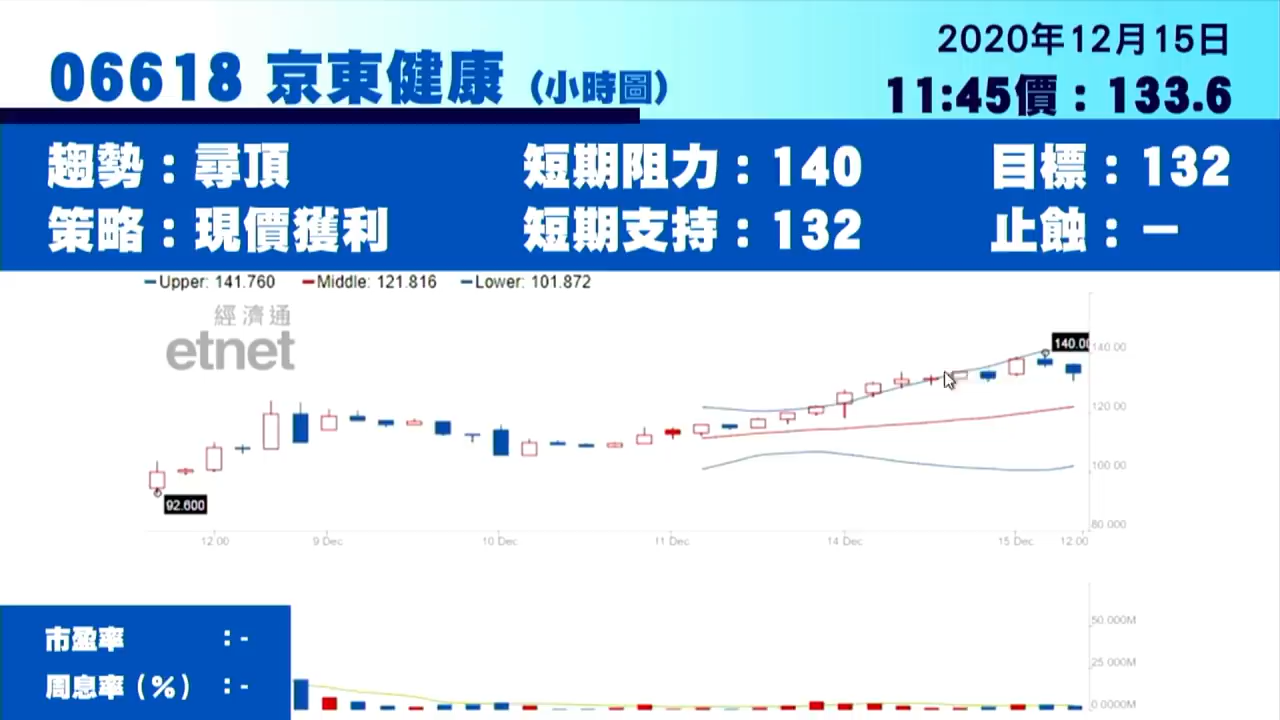 06618 京東健康 (小時圖)
2020年12月15日
11:45價：133.6
趨勢：尋頂
短期阻力：140
目標：132
策略：現價獲利
短期支持：132
止蝕：－
Upper: 141.760 Middle: 121.816 Lower: 101.872
經濟通
etnet
140.00
140.00
120.00
100.00
92.600
80.000
12:00 9 Dec 10 Dec 11 Dec 14 Dec 15 Dec 12:00
50.000M
25.000M
0.0000M
市盈率 ：-
周息率（%）：-